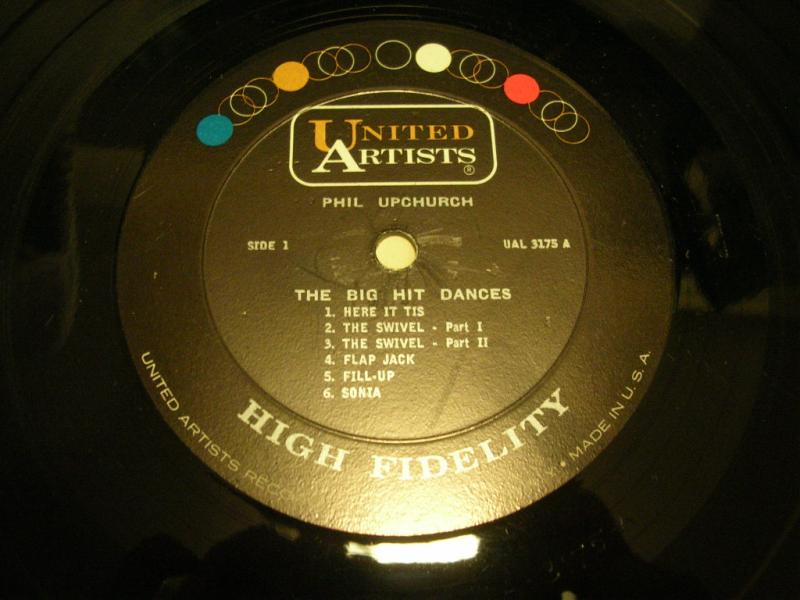 UNITED
ARTISTS
®
PHIL UPCHURCH
SIDE 1
UAL 3175 A
THE BIG HIT DANCES
1. HERE IT TIS
2. THE SWIVEL - Part I
3. THE SWIVEL - Part II
4. FLAP JACK
5. FILL-UP
6. SONIA
HIGH FIDELITY
UNITED ARTISTS
• MADE IN U. S. A.